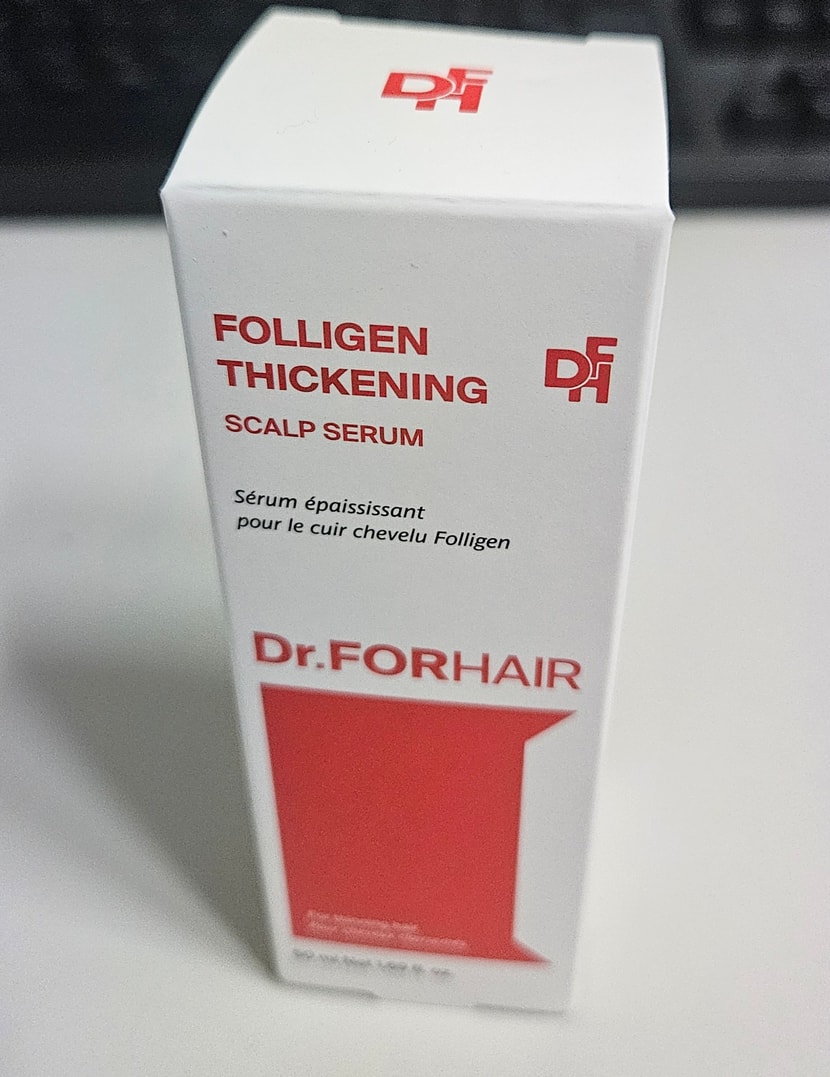 DFH
FOLLIGEN
THICKENING
DFH
SCALP SERUM
Sérum épaississant
pour le cuir chevelu Folligen
Dr.FORHAIR